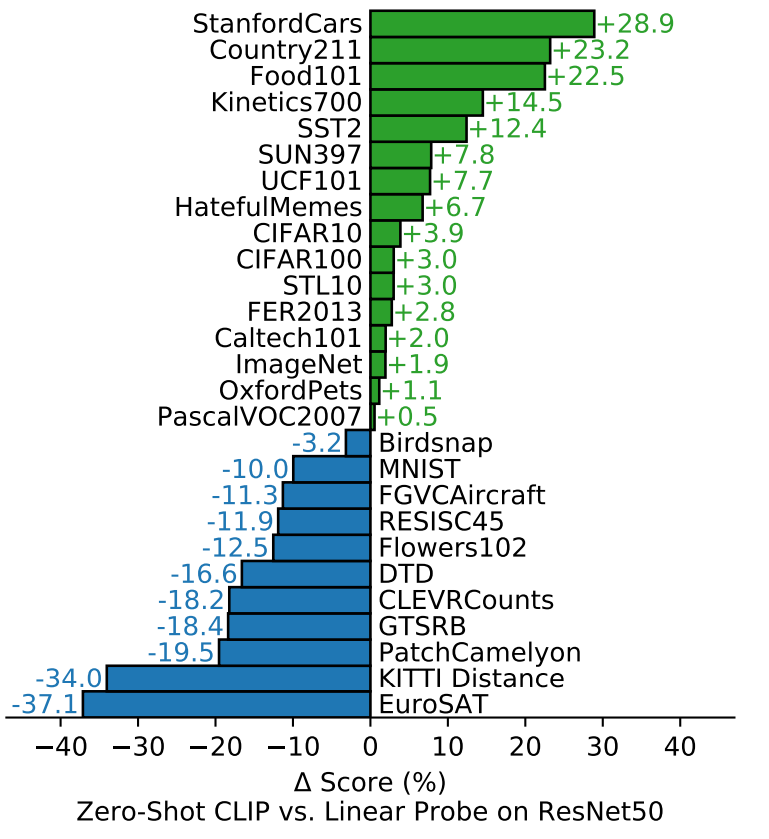 StanfordCars +28.9
Country211 +23.2
Food101 +22.5
Kinetics700 +14.5
SST2 +12.4
SUN397 +7.8
UCF101 +7.7
HatefulMemes +6.7
CIFAR10 +3.9
CIFAR100 +3.0
STL10 +3.0
FER2013 +2.8
Caltech101 +2.0
ImageNet +1.9
OxfordPets +1.1
PascalVOC2007 +0.5
-3.2 Birdsnap
-10.0 MNIST
-11.3 FGVCAircraft
-11.9 RESISC45
-12.5 Flowers102
-16.6 DTD
-18.2 CLEVRCounts
-18.4 GTSRB
-19.5 PatchCamelyon
-34.0 KITTI Distance
-37.1 EuroSAT
−40 −30 −20 −10 0 10 20 30 40
Δ Score (%)
Zero-Shot CLIP vs. Linear Probe on ResNet50